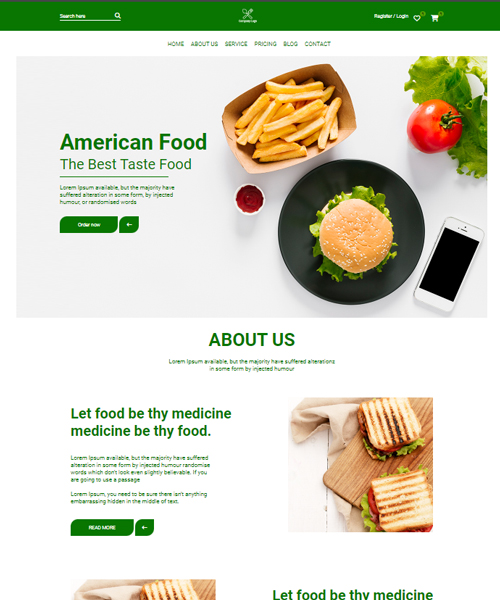 Search here
Company Logo
Register / Login
HOME ABOUT US SERVICE PRICING BLOG CONTACT
American Food
The Best Taste Food
Lorem Ipsum available, but the majority have
suffered alterations in some form, by injected
humour, or randomised words
Order now
ABOUT US
Lorem Ipsum available, but the majority have suffered alterations
in some form by injected humour
Let food be thy medicine
medicine be thy food.
Lorem Ipsum available, but the majority have suffered
alteration in some form by injected humour randomised
words which don't look even slightly believable. If you
are going to use a passage
Lorem Ipsum, you need to be sure there isn't anything
embarrassing hidden in the middle of text.
READ MORE
Let food be thy medicine